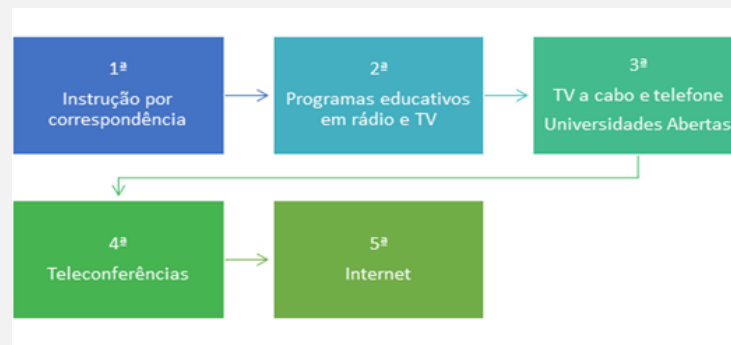 1ª
Instrução por
correspondência
2ª
Programas educativos
em rádio e TV
3ª
TV a cabo e telefone
Universidades Abertas
4ª
Teleconferências
5ª
Internet